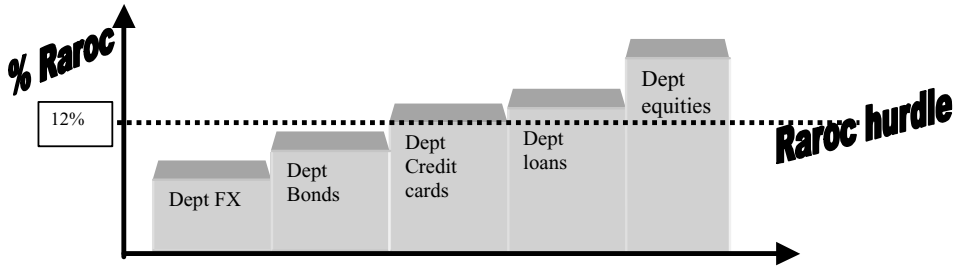 % Raroc
12%
Dept FX
Dept
Bonds
Dept
Credit
cards
Dept
loans
Dept
equities
Raroc hurdle